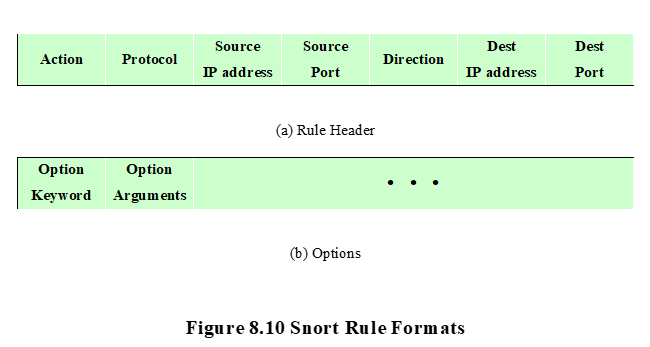 Action Protocol Source IP address Source Port Direction Dest IP address Dest Port
(a) Rule Header
Option Keyword Option Arguments • • •
(b) Options
Figure 8.10 Snort Rule Formats